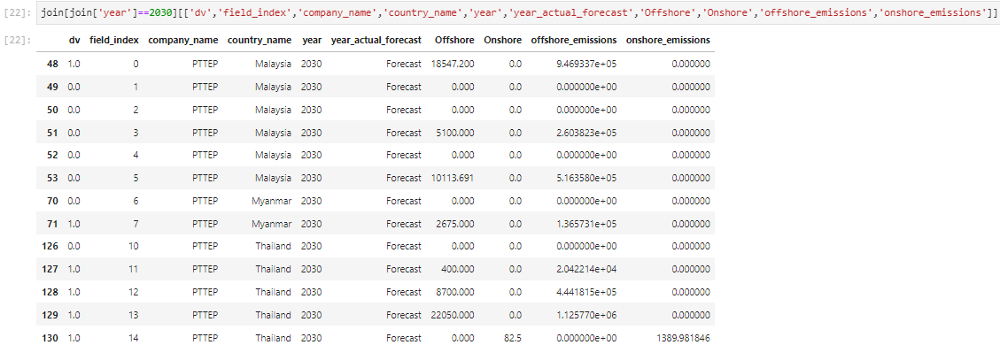 [22]: join[join['year']==2030][['dv','field_index','company_name','country_name','year','year_actual_forecast','Offshore','Onshore','offshore_emissions','onshore_emissions']]
[22]: dv field_index company_name country_name year year_actual_forecast Offshore Onshore offshore_emissions onshore_emissions
48 1.0 0 PTTEP Malaysia 2030 Forecast 18547.200 0.0 9.469337e+05 0.000000
49 0.0 1 PTTEP Malaysia 2030 Forecast 0.000 0.0 0.000000e+00 0.000000
50 0.0 2 PTTEP Malaysia 2030 Forecast 0.000 0.0 0.000000e+00 0.000000
51 0.0 3 PTTEP Malaysia 2030 Forecast 5100.000 0.0 2.603823e+05 0.000000
52 0.0 4 PTTEP Malaysia 2030 Forecast 0.000 0.0 0.000000e+00 0.000000
53 0.0 5 PTTEP Malaysia 2030 Forecast 10113.691 0.0 5.163580e+05 0.000000
70 0.0 6 PTTEP Myanmar 2030 Forecast 0.000 0.0 0.000000e+00 0.000000
71 1.0 7 PTTEP Myanmar 2030 Forecast 2675.000 0.0 1.365731e+05 0.000000
126 0.0 10 PTTEP Thailand 2030 Forecast 0.000 0.0 0.000000e+00 0.000000
127 1.0 11 PTTEP Thailand 2030 Forecast 400.000 0.0 2.042214e+04 0.000000
128 1.0 12 PTTEP Thailand 2030 Forecast 8700.000 0.0 4.441815e+05 0.000000
129 1.0 13 PTTEP Thailand 2030 Forecast 22050.000 0.0 1.125770e+06 0.000000
130 1.0 14 PTTEP Thailand 2030 Forecast 0.000 82.5 0.000000e+00 1389.981846